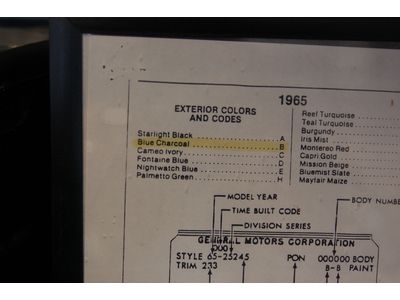 1965
EXTERIOR COLORS
AND CODES
Starlight Black A
Blue Charcoal B
Cameo Ivory C
Fontaine Blue D
Nightwatch Blue E
Palmetto Green H
Reef Turquoise
Teal Turquoise
Burgundy
Iris Mist
Montereo Red
Capri Gold
Mission Beige
Bluemist Slate
Mayfair Maize
MODEL YEAR
BODY NUMBE
TIME BUILT CODE
DIVISION SERIES
GENERAL MOTORS CORPORATION
STYLE 65-25245 PON 000000 BODY
TRIM 233 B-B PAINT